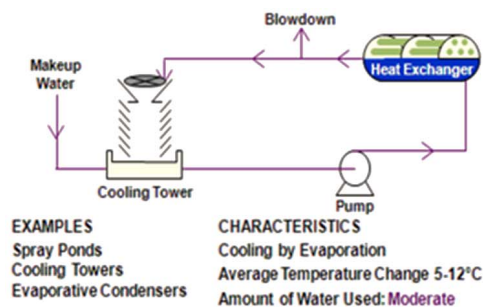 Blowdown
Makeup
Water
Heat Exchanger
Cooling Tower
Pump
EXAMPLES
Spray Ponds
Cooling Towers
Evaporative Condensers
CHARACTERISTICS
Cooling by Evaporation
Average Temperature Change 5-12°C
Amount of Water Used: Moderate